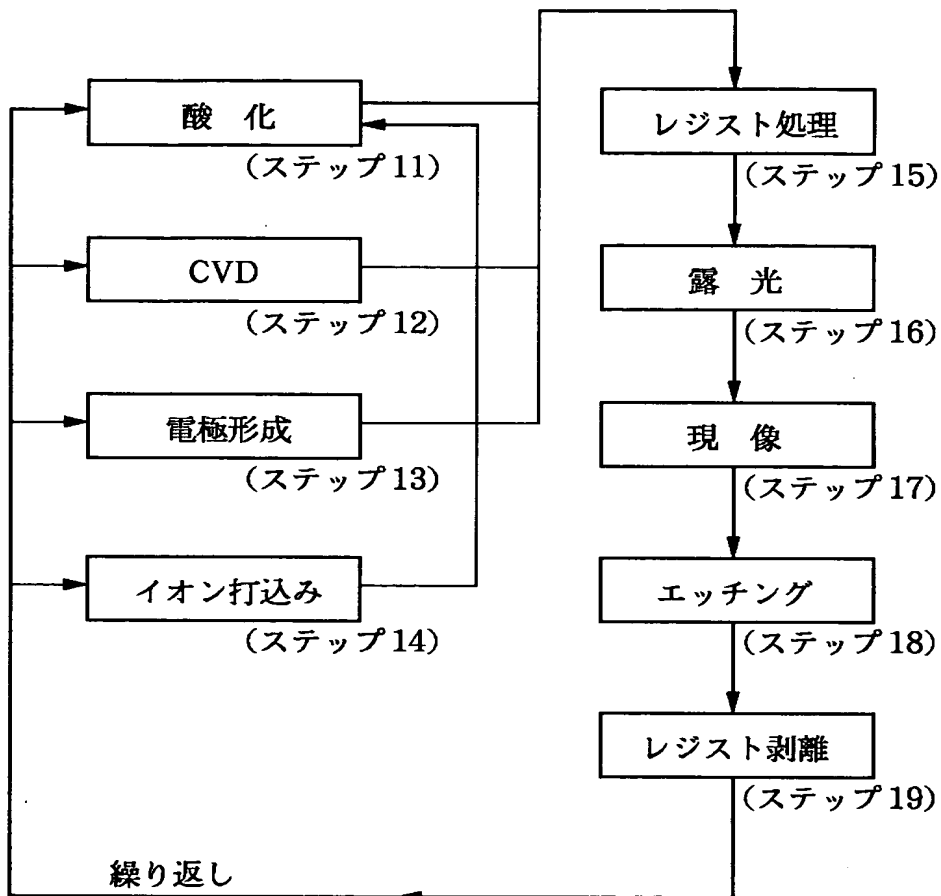 酸 化
(ステップ11)
CVD
(ステップ12)
電極形成
(ステップ13)
イオン打込み
(ステップ14)
レジスト処理
(ステップ15)
露 光
(ステップ16)
現 像
(ステップ17)
エッチング
(ステップ18)
レジスト剥離
(ステップ19)
繰り返し